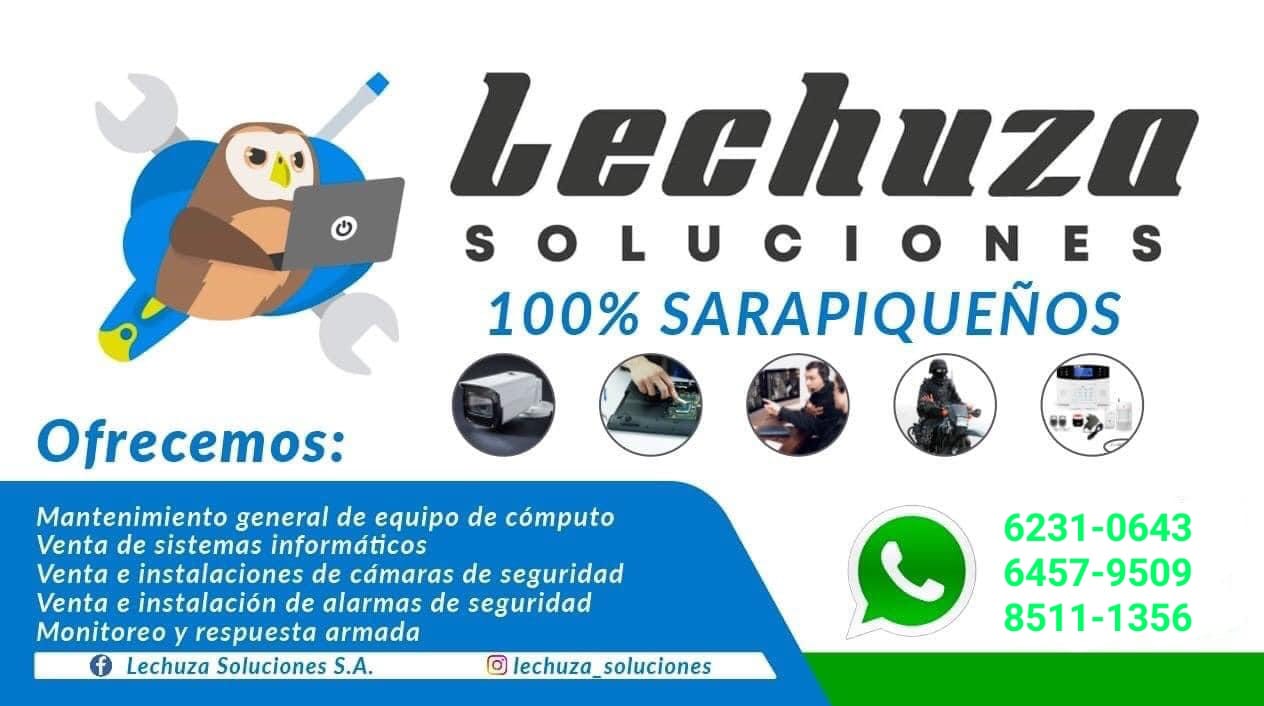 Lechuza
SOLUCIONES
100% SARAPIQUEÑOS
Ofrecemos:
Mantenimiento general de equipo de cómputo
Venta de sistemas informáticos
Venta e instalaciones de cámaras de seguridad
Venta e instalación de alarmas de seguridad
Monitoreo y respuesta armada
Lechuza Soluciones S.A.
lechuza_soluciones
6231-0643
6457-9509
8511-1356